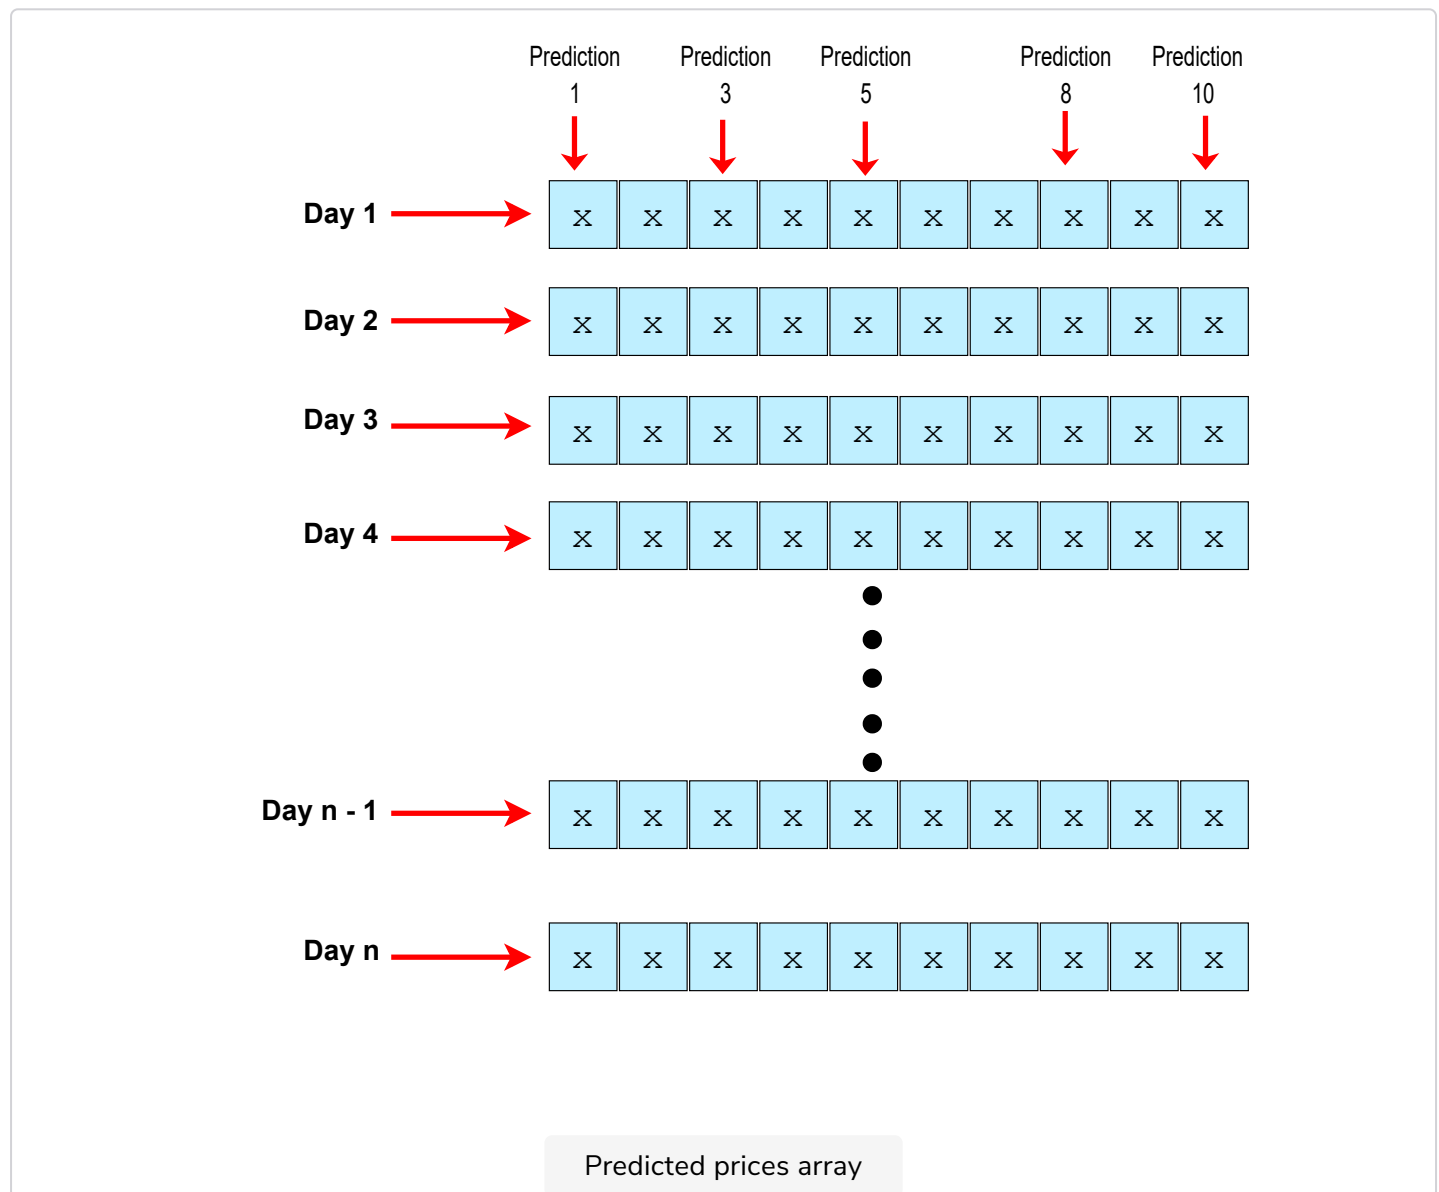 Prediction Prediction Prediction Prediction Prediction
1 3 5 8 10
Day 1 x x x x x x x x x x
Day 2 x x x x x x x x x x
Day 3 x x x x x x x x x x
Day 4 x x x x x x x x x x
Day n - 1 x x x x x x x x x x
Day n x x x x x x x x x x
Predicted prices array